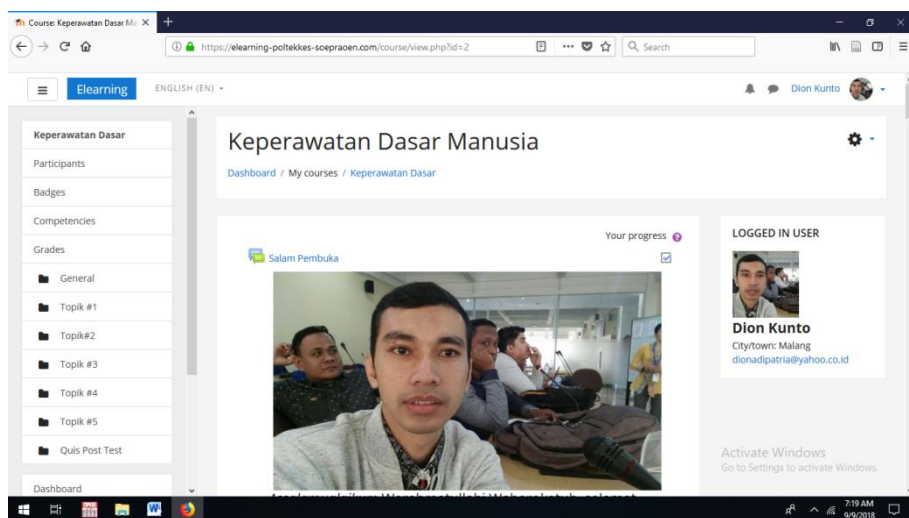 Course: Keperawatan Dasar Ma
https://elearning-poltekkes-soepraoen.com/course/view.php?id=2
Search
Elearning
ENGLISH (EN)
Dion Kunto
Keperawatan Dasar
Participants
Badges
Competencies
Grades
General
Topik #1
Topik#2
Topik #3
Topik #4
Topik #5
Quis Post Test
Dashboard
Keperawatan Dasar Manusia
Dashboard / My courses / Keperawatan Dasar
Your progress
Salam Pembuka
LOGGED IN USER
Dion Kunto
City/town: Malang
dionadipatria@yahoo.co.id
Activate Windows
Go to Settings to activate Windows.
7:19 AM
9/9/2018